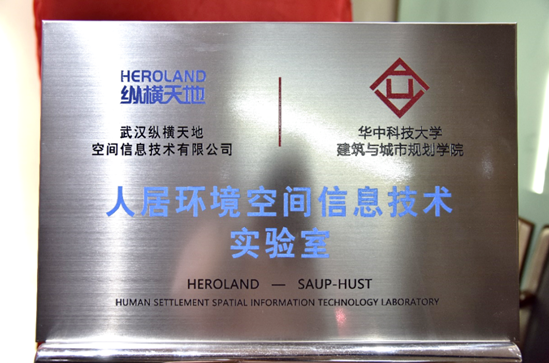 HEROLAND
纵横天地
武汉纵横天地
空间信息技术有限公司
华中科技大学
建筑与城市规划学院
人居环境空间信息技术
实验室
HEROLAND — SAUP-HUST
HUMAN SETTLEMENT SPATIAL INFORMATION TECHNOLOGY LABORATORY